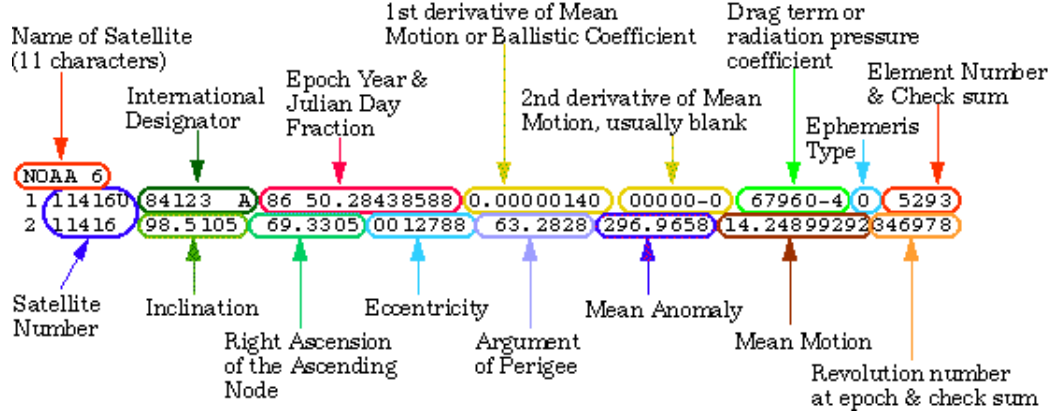 Name of Satellite
(11 characters)
International
Designator
Epoch Year &
Julian Day
Fraction
1st derivative of Mean
Motion or Ballistic Coefficient
2nd derivative of Mean
Motion, usually blank
Drag term or
radiation pressure
coefficient
Ephemeris
Type
Element Number
& Check sum
NOAA 6
1 11416U 84123 A 86 50.28438588 0.00000140 00000-0 67960-4 0 5293
2 11416 98.5105 69.3305 0012788 63.2828 296.9658 14.24899292346978
Satellite
Number
Inclination
Right Ascension
of the Ascending
Node
Eccentricity
Argument
of Perigee
Mean Anomaly
Mean Motion
Revolution number
at epoch & check sum